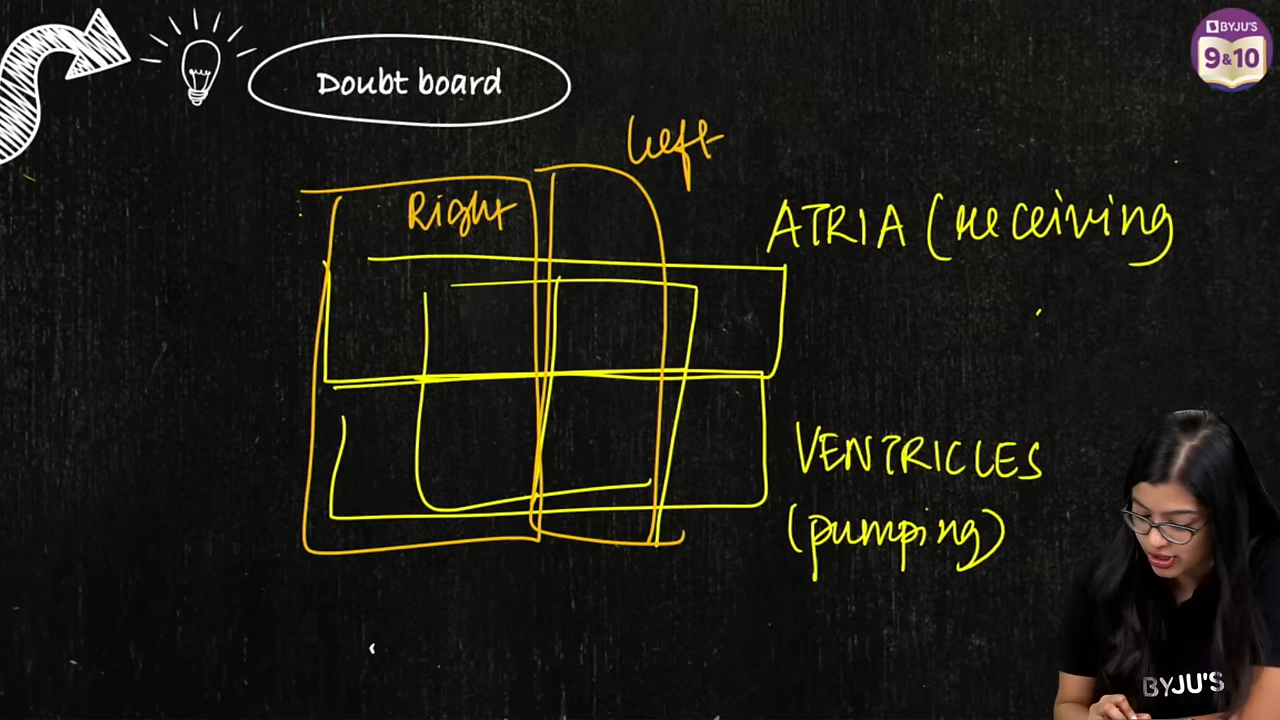 BYJU'S
9&10
Doubt board
Left
Right
ATRIA (receiving
VENTRICLES
(pumping)
BYJU'S